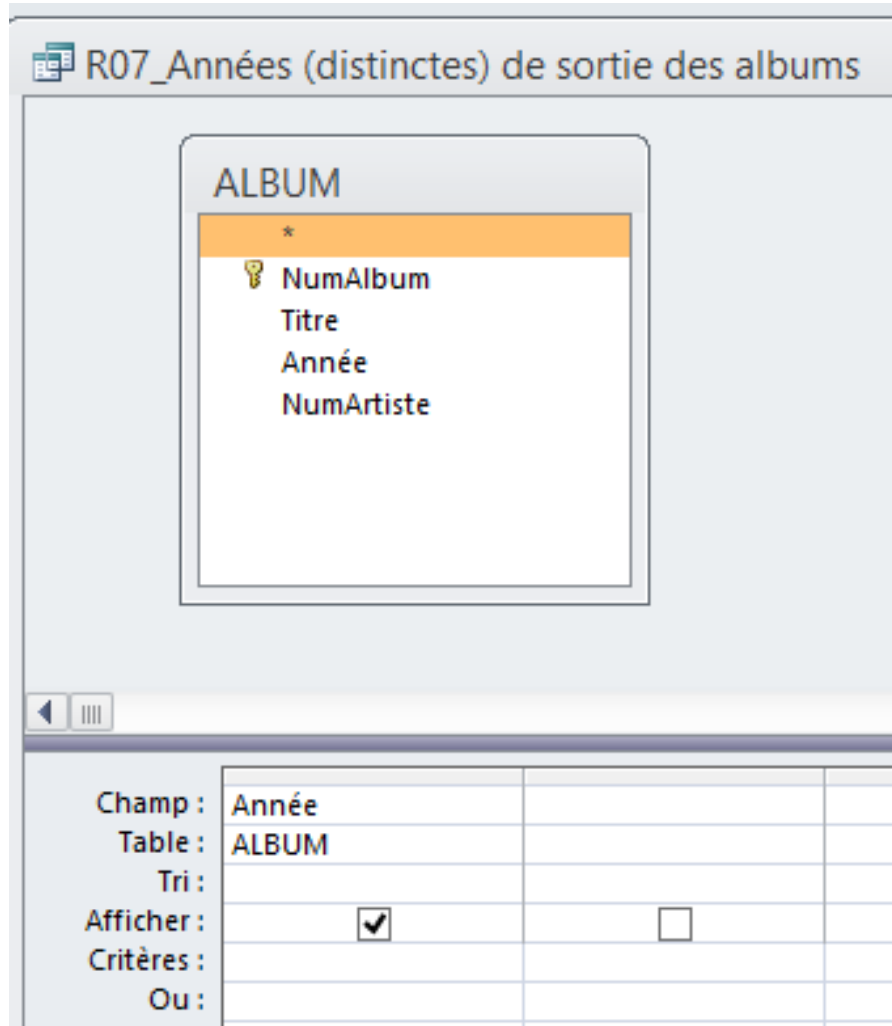 R07_Années (distinctes) de sortie des albums
ALBUM
*
NumAlbum
Titre
Année
NumArtiste
Champ : Année
Table : ALBUM
Tri :
Afficher :
Critères :
Ou :